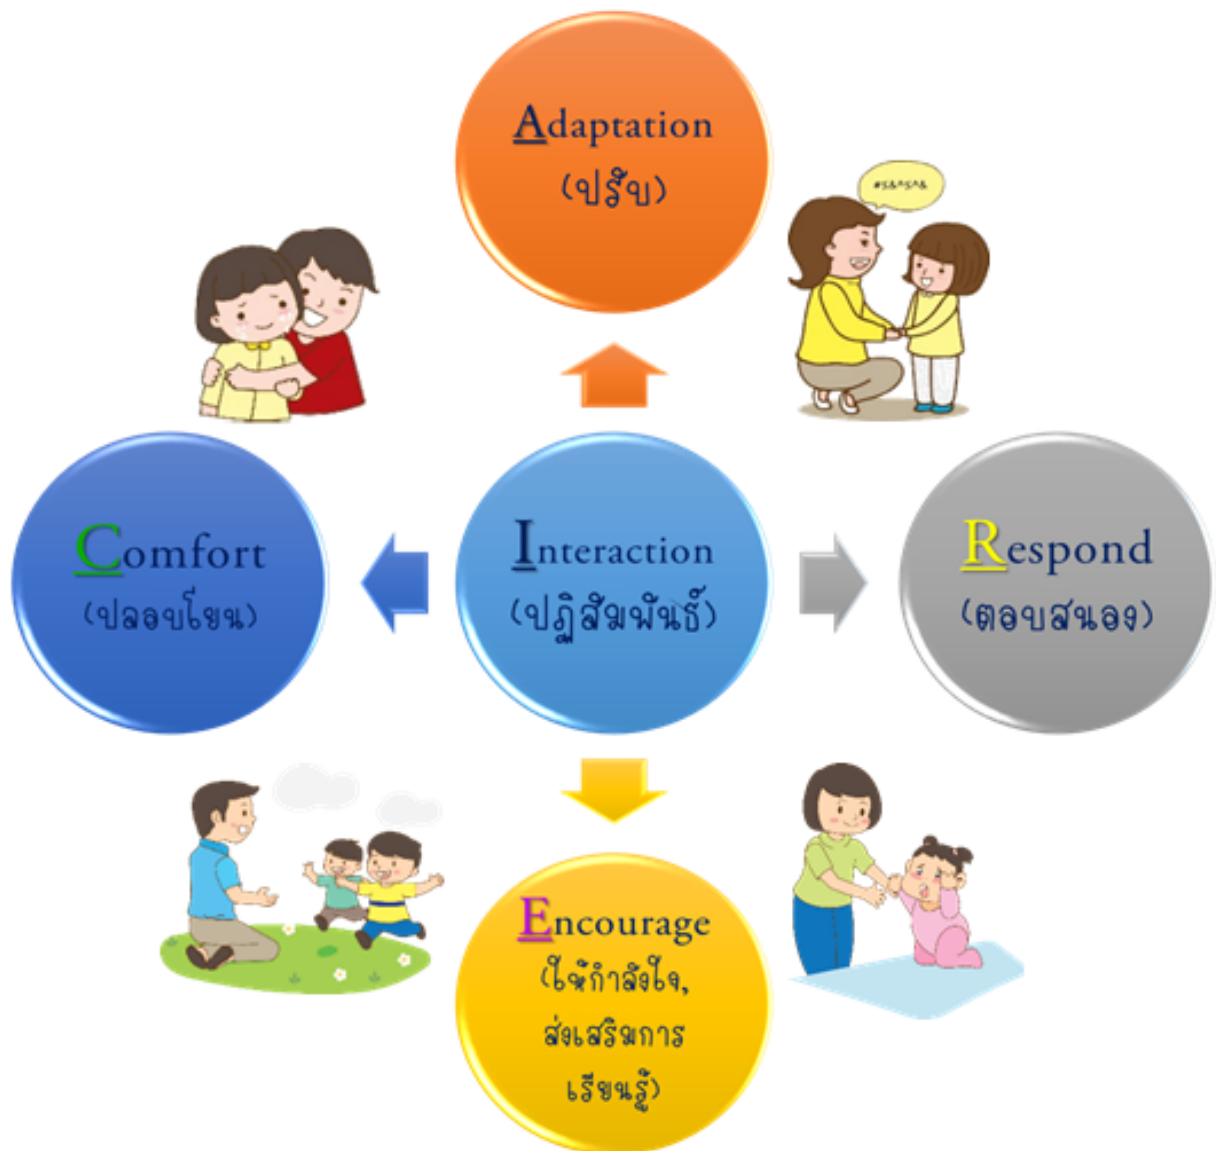 Adaptation
(ปรับ)
#S&^S^&
Comfort
(ปลอบโยน)
Interaction
(ปฏิสัมพันธ์)
Respond
(ตอบสนอง)
Encourage
(ให้กำลังใจ,
ส่งเสริมการ
เรียนรู้)